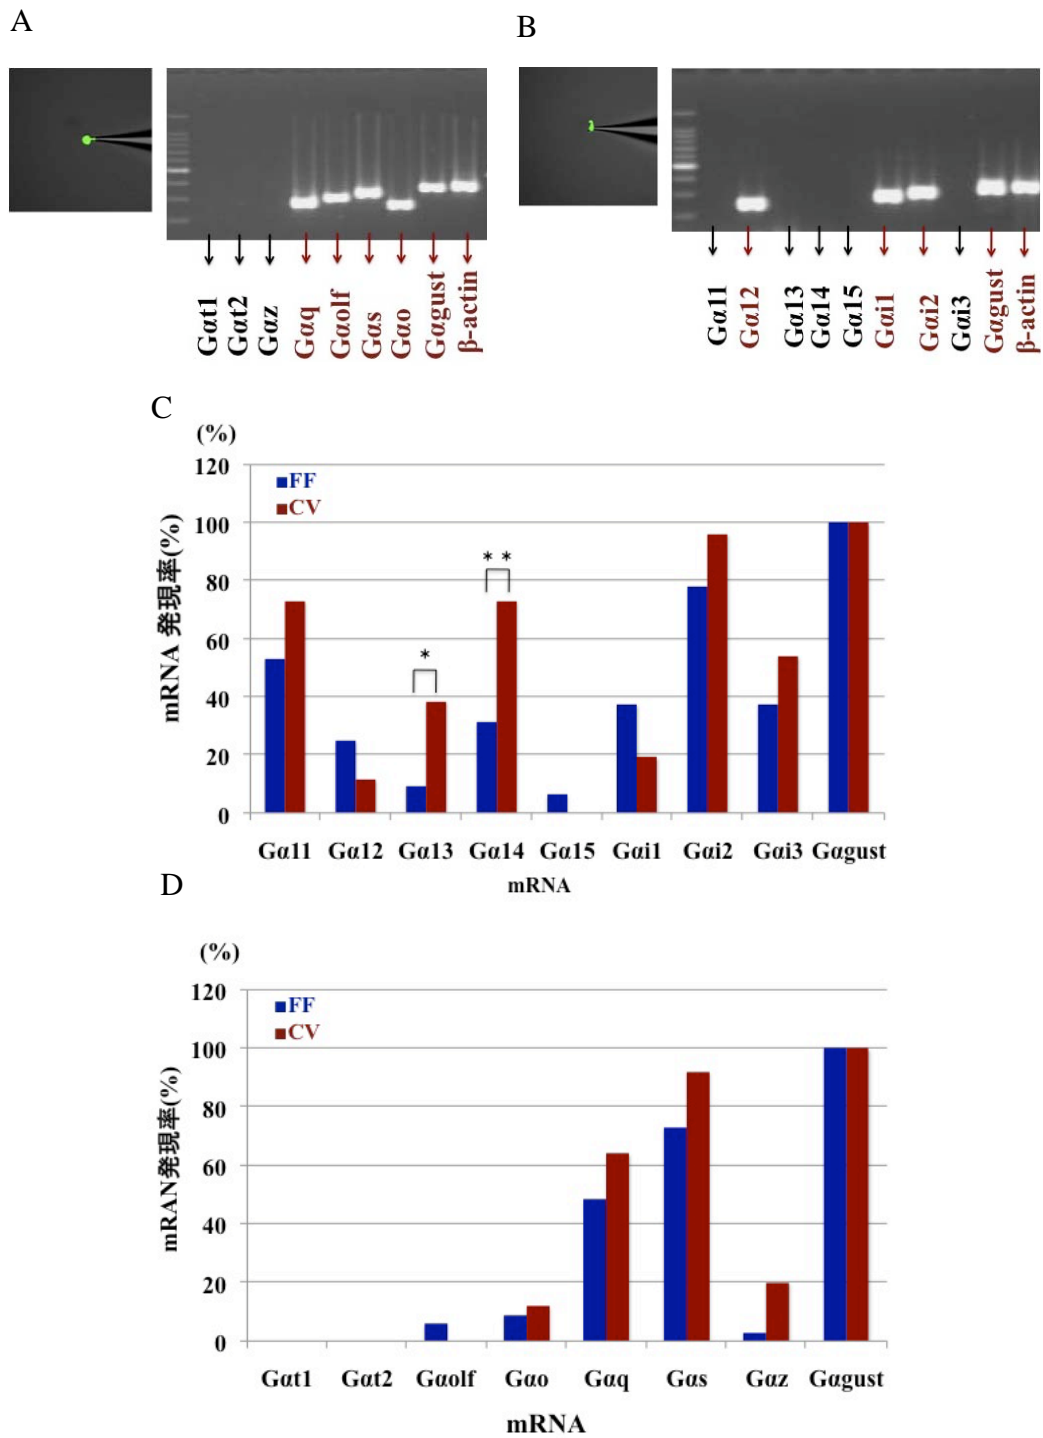 A
B
Gαt1 Gαt2 Gαz Gαq Gαolf Gαs Gαo Gαgust β-actin
Gα11 Gα12 Gα13 Gα14 Gα15 Gαi1 Gαi2 Gαi3 Gαgust β-actin
C
(%)
mRNA 発現率(%)
120
100
80
60
40
20
0
FF
CV
*
* *
Gα11 Gα12 Gα13 Gα14 Gα15 Gαi1 Gαi2 Gαi3 Gαgust
mRNA
D
(%)
mRAN発現率(%)
120
100
80
60
40
20
0
FF
CV
Gαt1 Gαt2 Gαolf Gαo Gαq Gαs Gαz Gαgust
mRNA